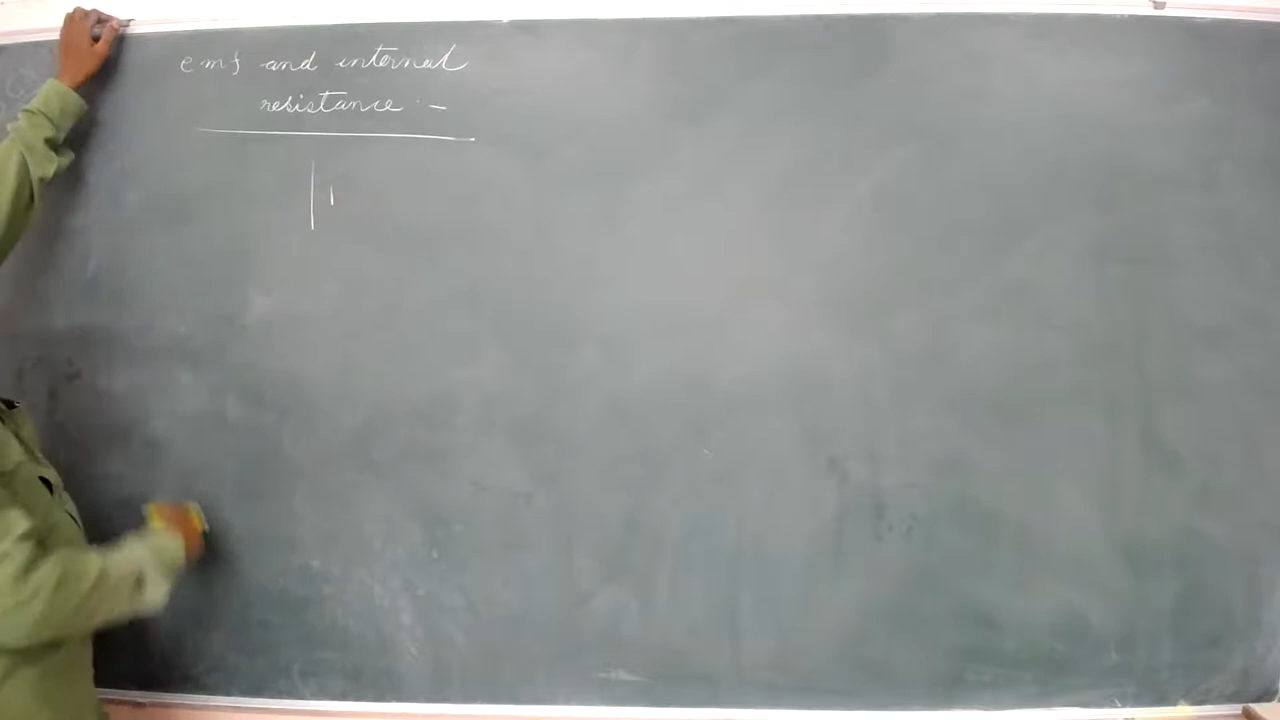 emf and internal
resistance :-